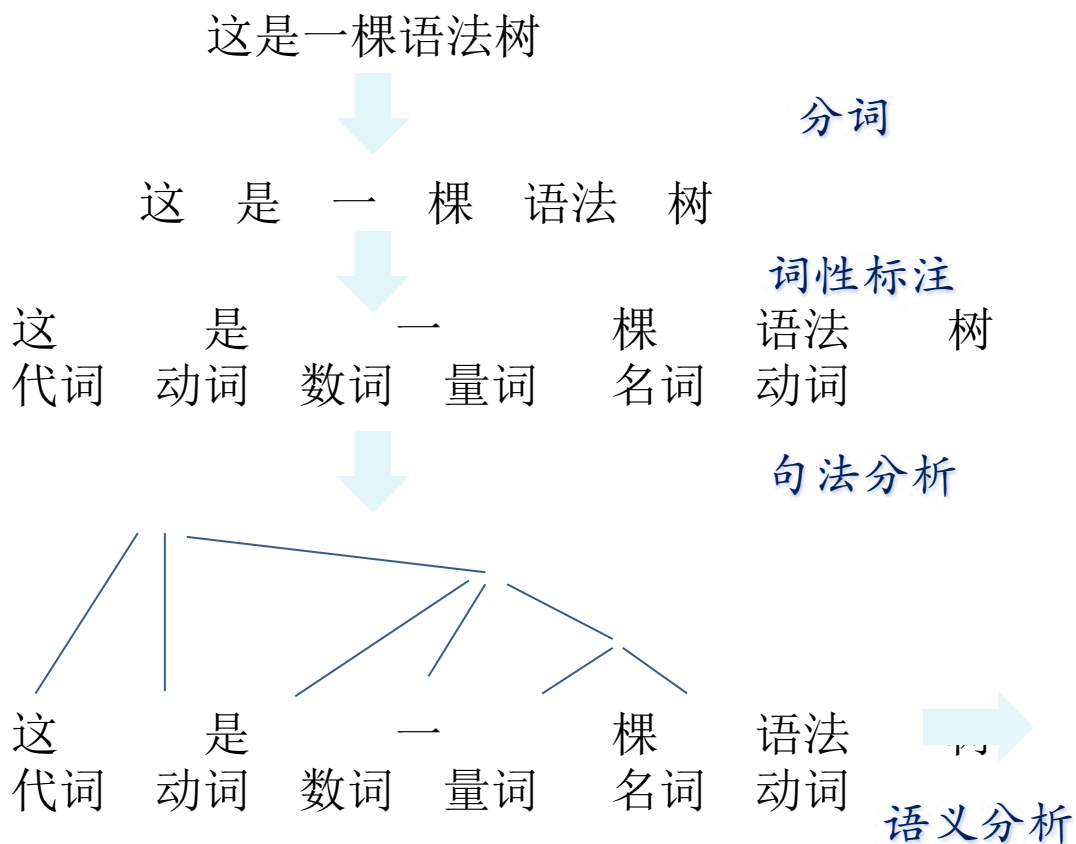 这是一棵语法树
分词
这 是 一 棵 语法 树
词性标注
这 是 一 棵 语法 树
代词 动词 数词 量词 名词 动词
句法分析
这 是 一 棵 语法 树
代词 动词 数词 量词 名词 动词
语义分析